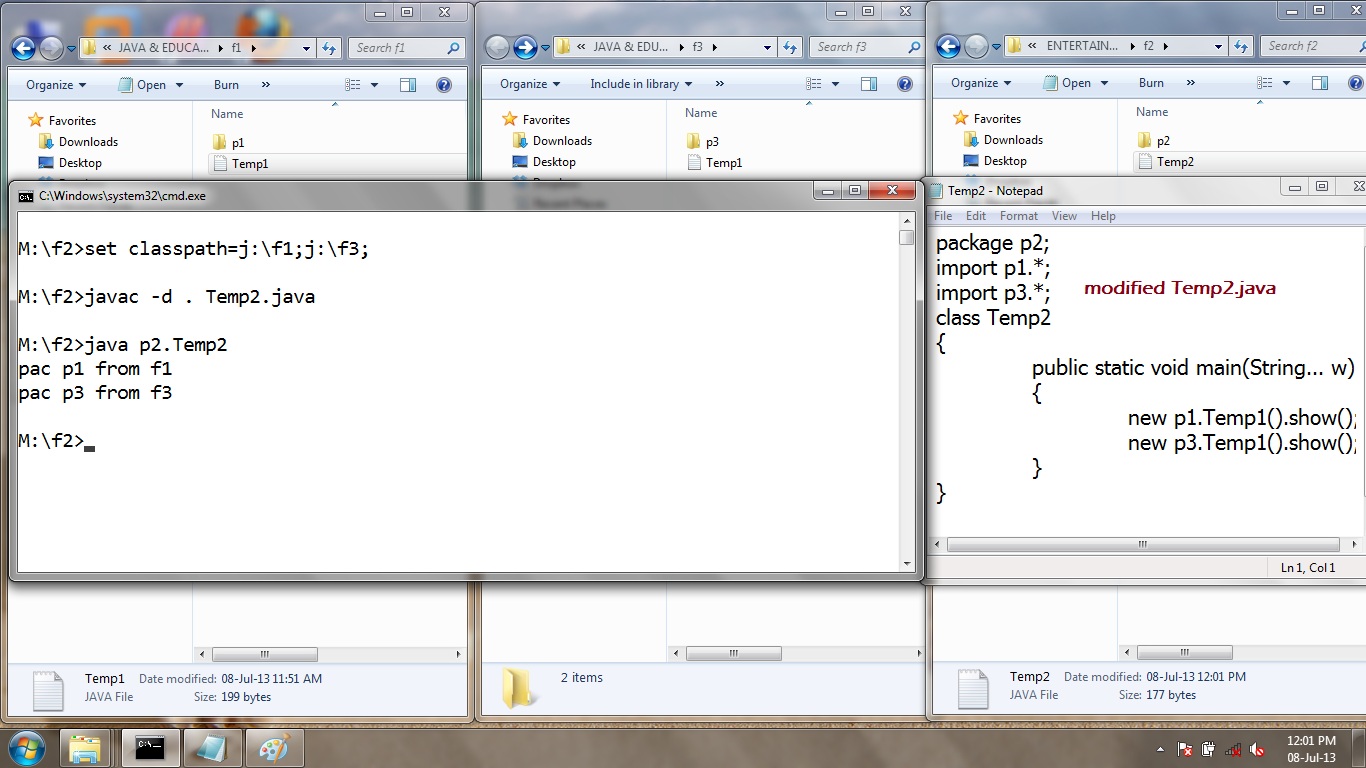 « JAVA & EDUCA... ▸ f1 ▸
Search f1
Organize
Open
Burn
»
Name
Favorites
Downloads
Desktop
p1
Temp1
« JAVA & EDU... ▸ f3 ▸
Search f3
Organize
Include in library
»
Name
Favorites
Downloads
Desktop
p3
Temp1
« ENTERTAIN... ▸ f2 ▸
Search f2
Organize
Open
Burn
»
Name
Favorites
Downloads
Desktop
p2
Temp2
C:\Windows\system32\cmd.exe
M:\f2>set classpath=j:\f1;j:\f3;
M:\f2>javac -d . Temp2.java
M:\f2>java p2.Temp2
pac p1 from f1
pac p3 from f3
M:\f2>
Temp2 - Notepad
File Edit Format View Help
package p2;
import p1.*;
import p3.*;
modified Temp2.java
class Temp2
{
public static void main(String... w)
{
new p1.Temp1().show();
new p3.Temp1().show();
}
}
Ln 1, Col 1
Temp1 Date modified: 08-Jul-13 11:51 AM
JAVA File Size: 199 bytes
2 items
Temp2 Date modified: 08-Jul-13 12:01 PM
JAVA File Size: 177 bytes
12:01 PM
08-Jul-13